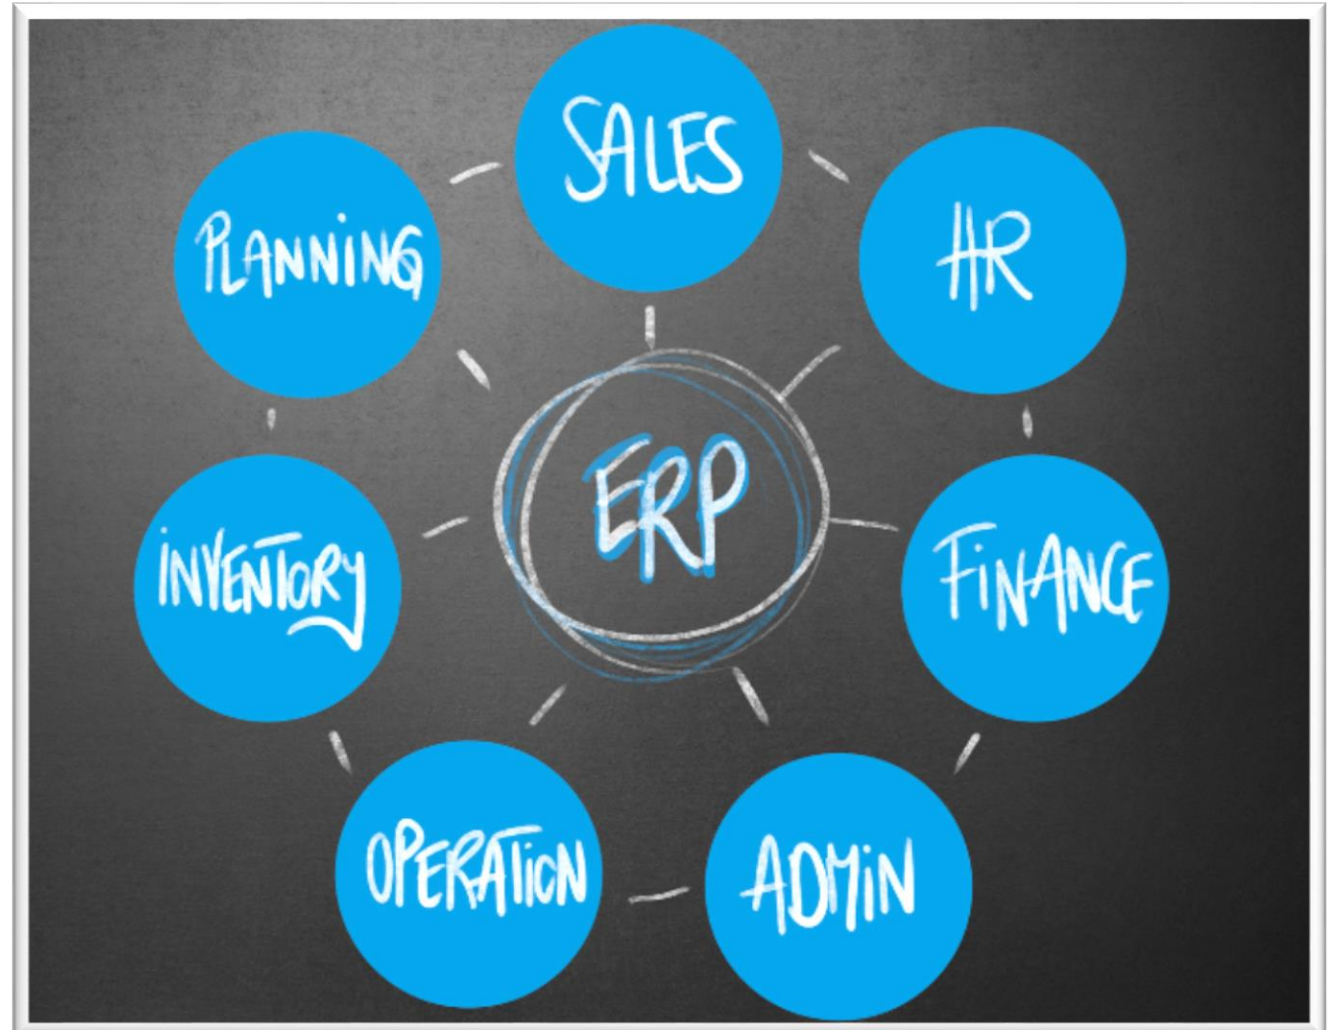 SALES
PLANNING
HR
ERP
INVENTORY
FINANCE
OPERATION
ADMIN